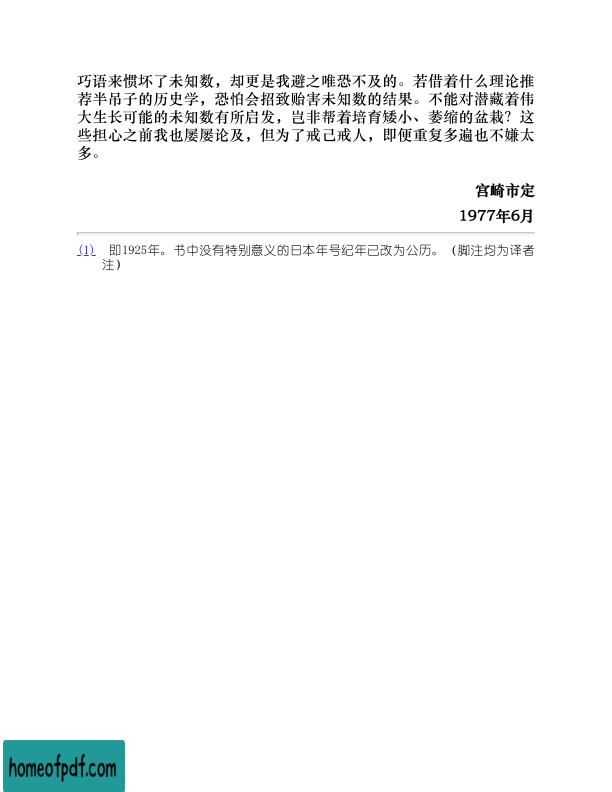 巧语来惯坏了未知数，却更是我避之唯恐不及的。若借着什么理论推
荐半吊子的历史学，恐怕会招致贻害未知数的结果。不能对潜藏着伟
大生长可能的未知数有所启发，岂非帮着培育矮小、萎缩的盆栽？这
些担心之前我也屡屡论及，但为了戒己戒人，即便重复多遍也不嫌太
多。
宫崎市定
1977年6月
(1) 即1925年。书中没有特别意义的日本年号纪年已改为公历。（脚注均为译者
注）
homeofpdf.com